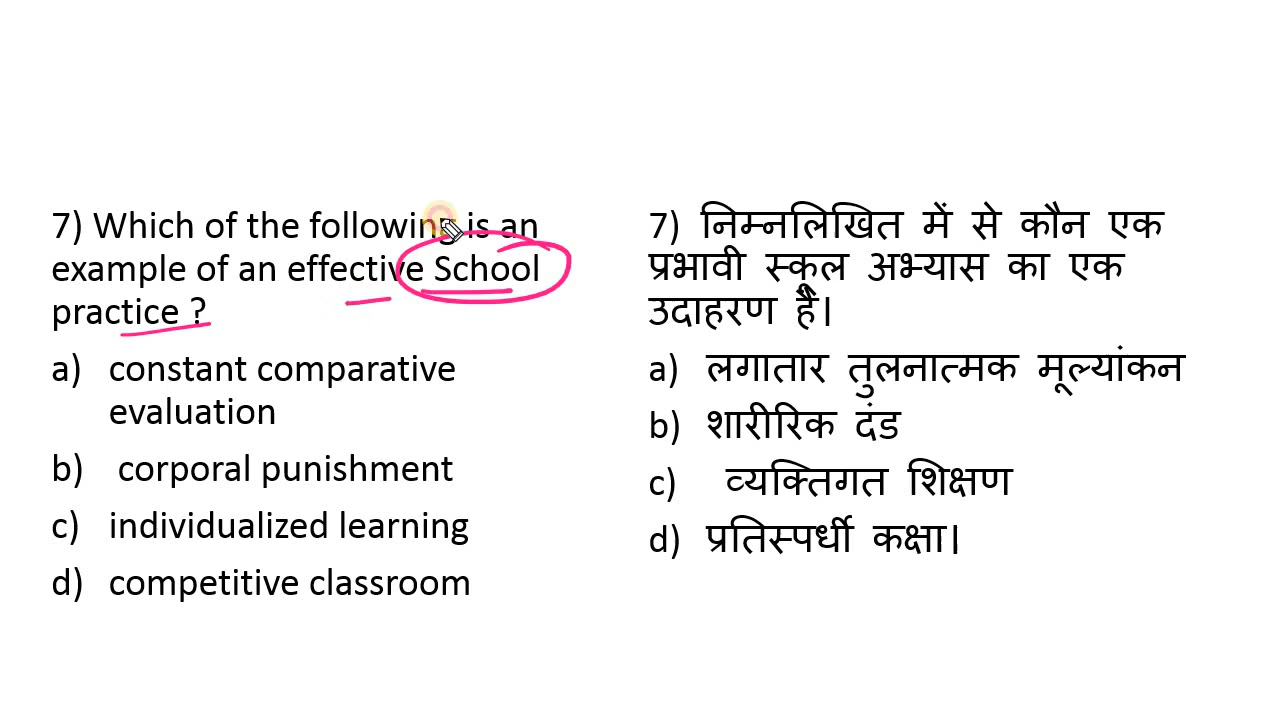 7) Which of the following is an
example of an effective School
practice ?
a) constant comparative
evaluation
b) corporal punishment
c) individualized learning
d) competitive classroom
7) निम्नलिखित में से कौन एक
प्रभावी स्कूल अभ्यास का एक
उदाहरण है।
a) लगातार तुलनात्मक मूल्यांकन
b) शारीरिक दंड
c) व्यक्तिगत शिक्षण
d) प्रतिस्पर्धी कक्षा।